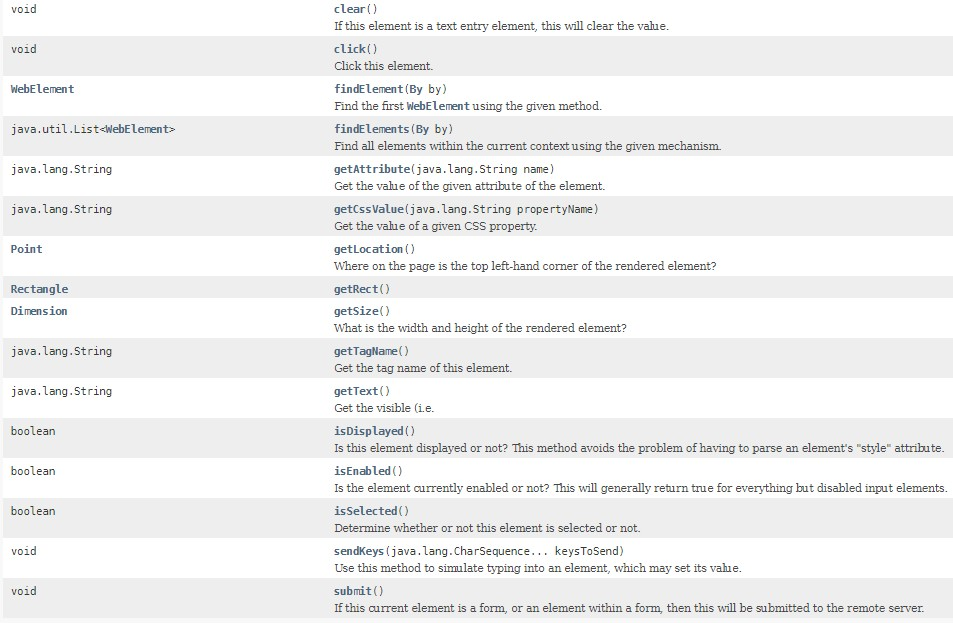 void clear()
If this element is a text entry element, this will clear the value.
void click()
Click this element.
WebElement findElement(By by)
Find the first WebElement using the given method.
java.util.List<WebElement> findElements(By by)
Find all elements within the current context using the given mechanism.
java.lang.String getAttribute(java.lang.String name)
Get the value of the given attribute of the element.
java.lang.String getCssValue(java.lang.String propertyName)
Get the value of a given CSS property.
Point getLocation()
Where on the page is the top left-hand corner of the rendered element?
Rectangle getRect()
Dimension getSize()
What is the width and height of the rendered element?
java.lang.String getTagName()
Get the tag name of this element.
java.lang.String getText()
Get the visible (i.e.
boolean isDisplayed()
Is this element displayed or not? This method avoids the problem of having to parse an element's "style" attribute.
boolean isEnabled()
Is the element currently enabled or not? This will generally return true for everything but disabled input elements.
boolean isSelected()
Determine whether or not this element is selected or not.
void sendKeys(java.lang.CharSequence... keysToSend)
Use this method to simulate typing into an element, which may set its value.
void submit()
If this current element is a form, or an element within a form, then this will be submitted to the remote server.